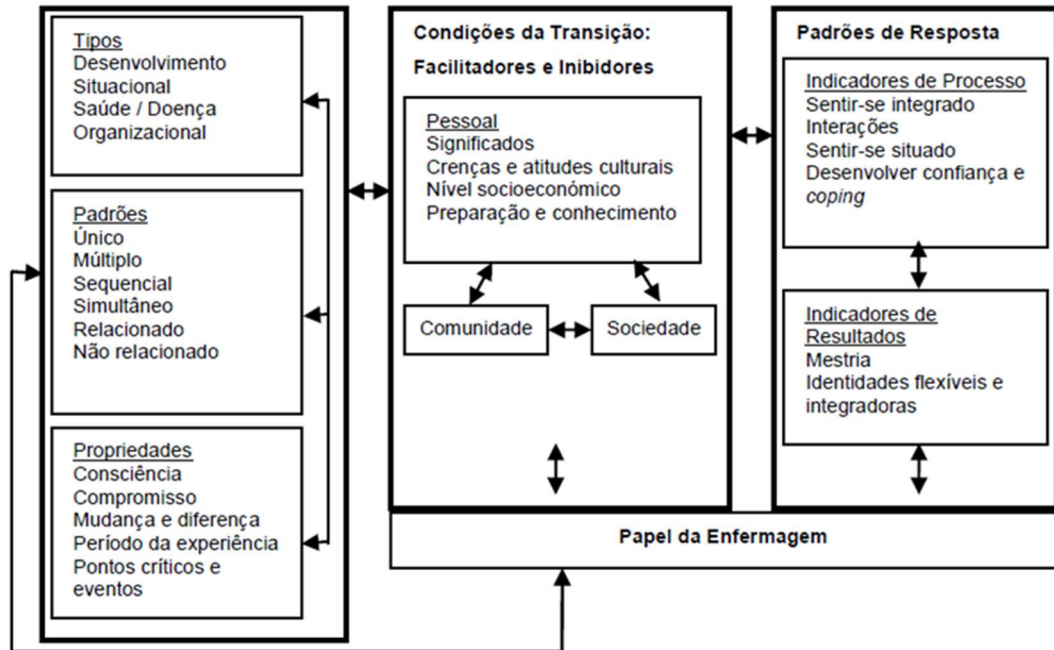 Tipos
Desenvolvimento
Situacional
Saúde / Doença
Organizacional
Padrões
Único
Múltiplo
Sequencial
Simultâneo
Relacionado
Não relacionado
Propriedades
Consciência
Compromisso
Mudança e diferença
Período da experiência
Pontos críticos e
eventos
Condições da Transição:
Facilitadores e Inibidores
Pessoal
Significados
Crenças e atitudes culturais
Nível socioeconómico
Preparação e conhecimento
Comunidade
Sociedade
Padrões de Resposta
Indicadores de Processo
Sentir-se integrado
Interações
Sentir-se situado
Desenvolver confiança e
coping
Indicadores de
Resultados
Mestria
Identidades flexíveis e
integradoras
Papel da Enfermagem